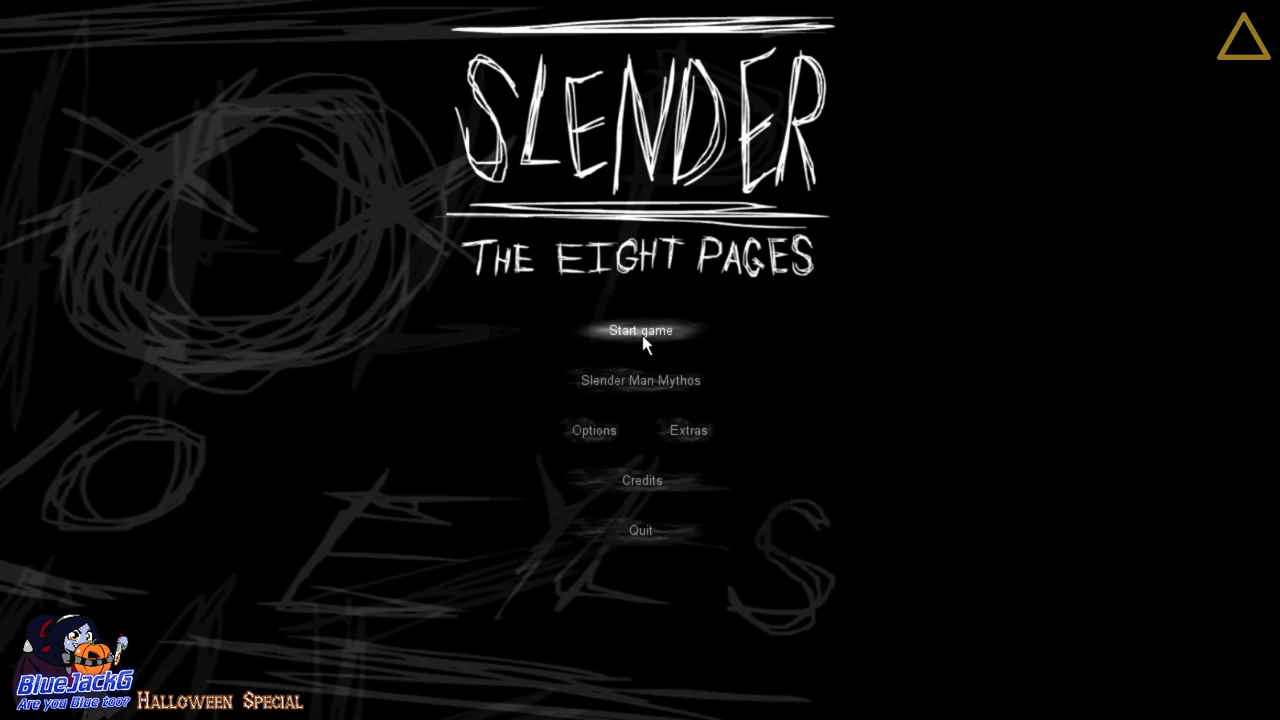 SLENDER
THE EIGHT PAGES
Start game
Slender Man Mythos
Options Extras
Credits
Quit
EYES
BlueJackG
Are you Blue too?
Halloween Special